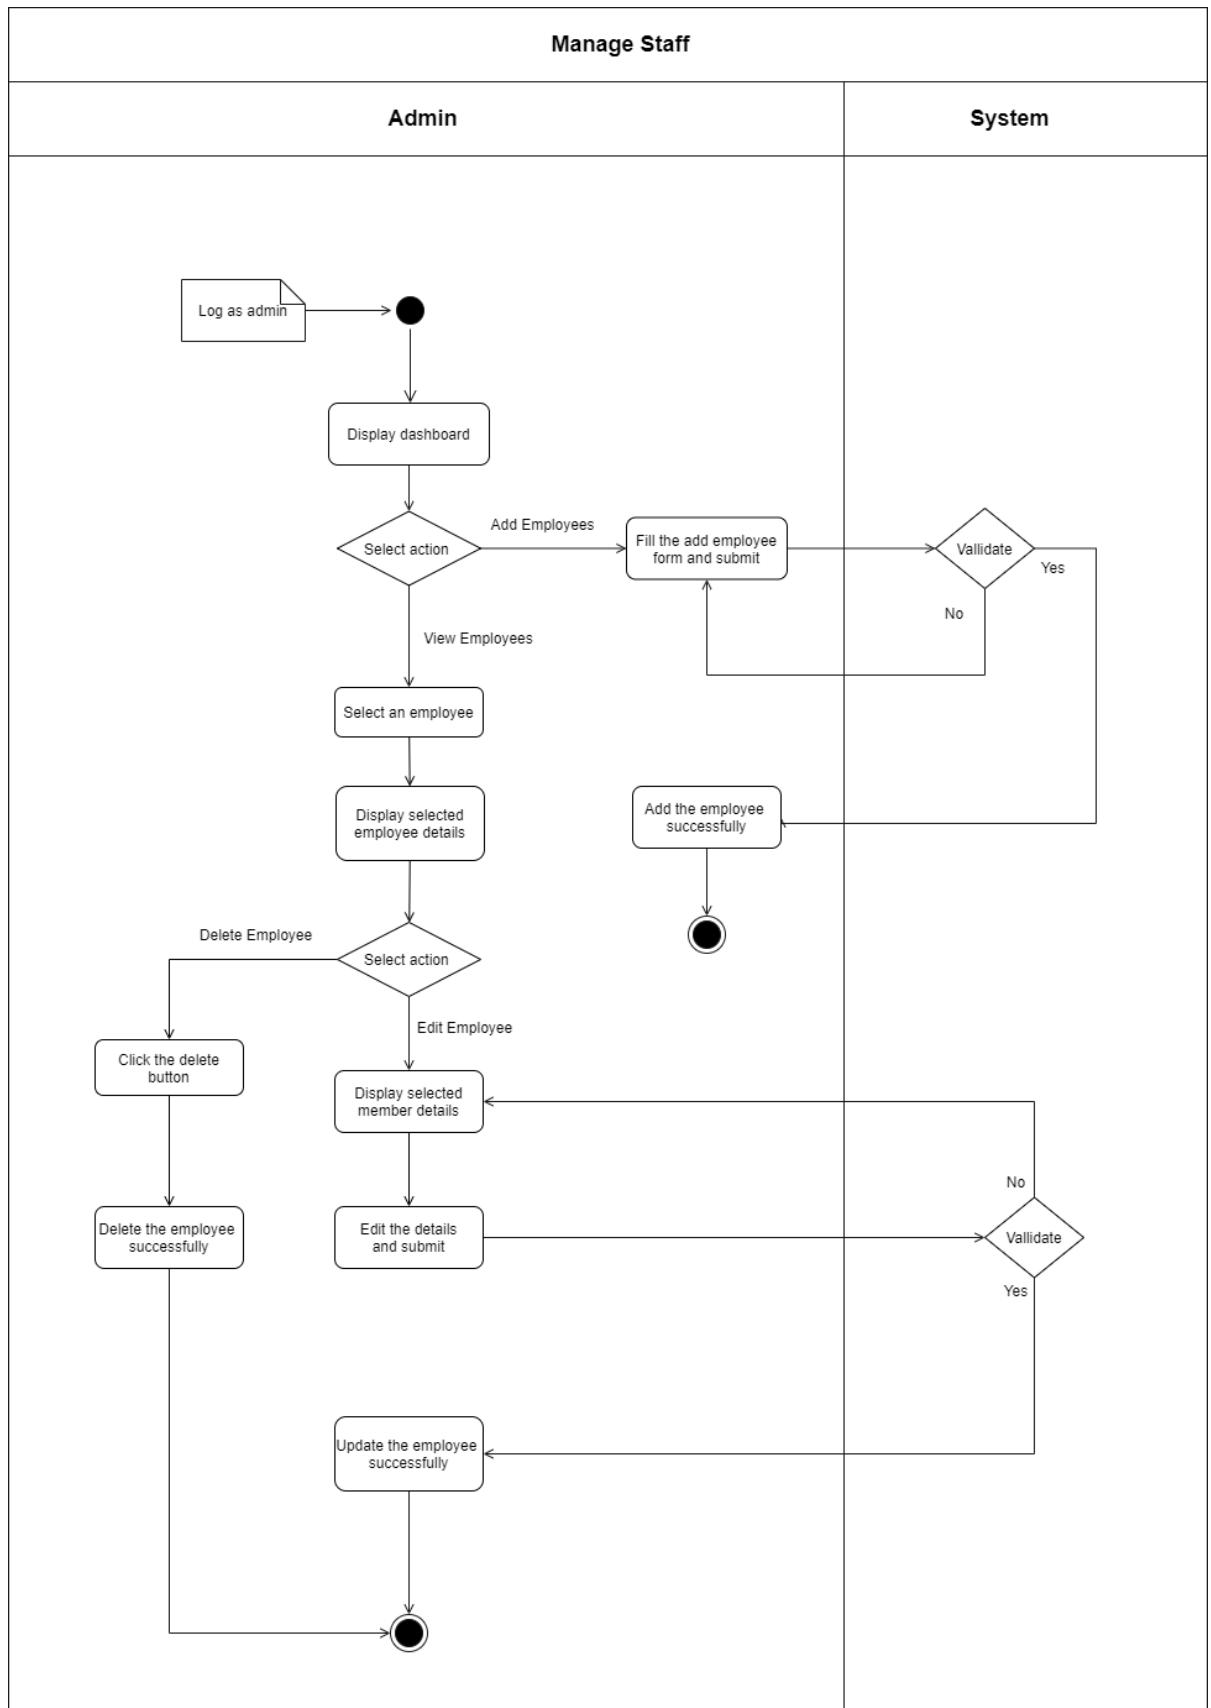 Manage Staff
Admin
System
Log as admin
Display dashboard
Select action
Add Employees
Fill the add employee
form and submit
Vallidate
Yes
No
View Employees
Select an employee
Display selected
employee details
Add the employee
successfully
Delete Employee
Select action
Edit Employee
Click the delete
button
Display selected
member details
No
Delete the employee
successfully
Edit the details
and submit
Vallidate
Yes
Update the employee
successfully